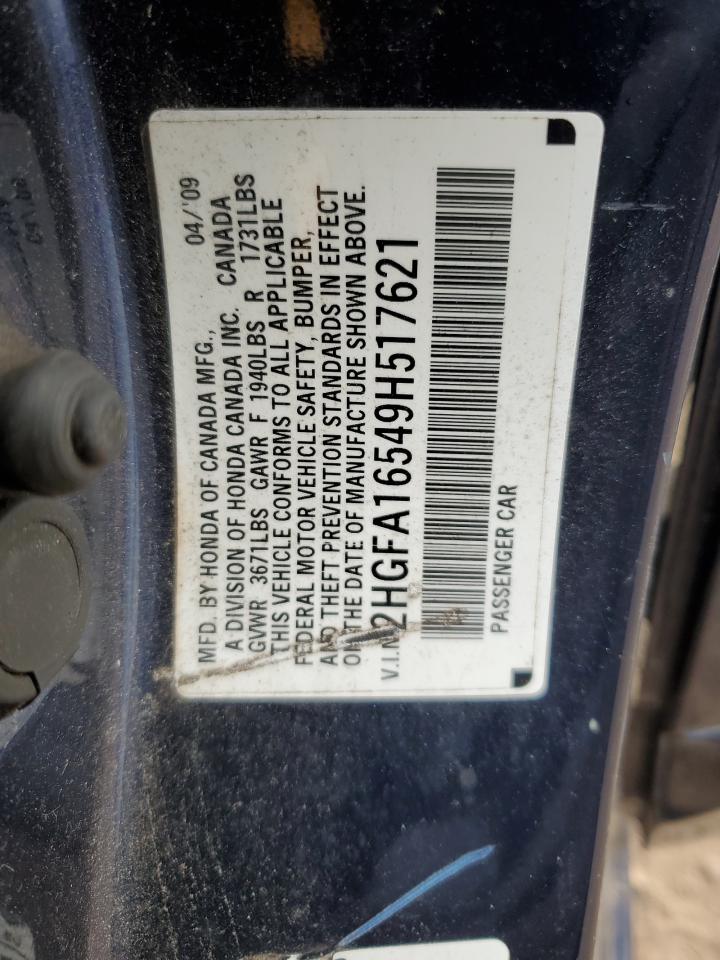 MFD. BY HONDA OF CANADA MFG., 04/'09
A DIVISION OF HONDA CANADA INC. CANADA
GVWR 3671LBS GAWR F 1940LBS R 1731LBS
THIS VEHICLE CONFORMS TO ALL APPLICABLE
FEDERAL MOTOR VEHICLE SAFETY, BUMPER,
AND THEFT PREVENTION STANDARDS IN EFFECT
ON THE DATE OF MANUFACTURE SHOWN ABOVE.
V.I.N. 2HGFA16549H517621
PASSENGER CAR